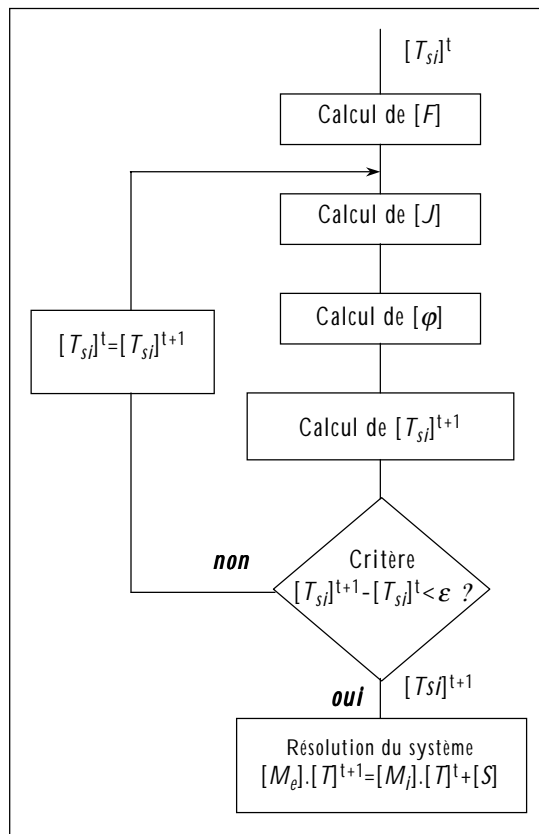 [T_si]^t
Calcul de [F]
Calcul de [J]
Calcul de [φ]
[T_si]^t=[T_si]^t+1
Calcul de [T_si]^t+1
non
Critère
[T_si]^t+1-[T_si]^t<ε ?
oui
[Tsi]^t+1
Résolution du système
[M_e].[T]^t+1=[M_i].[T]^t+[S]